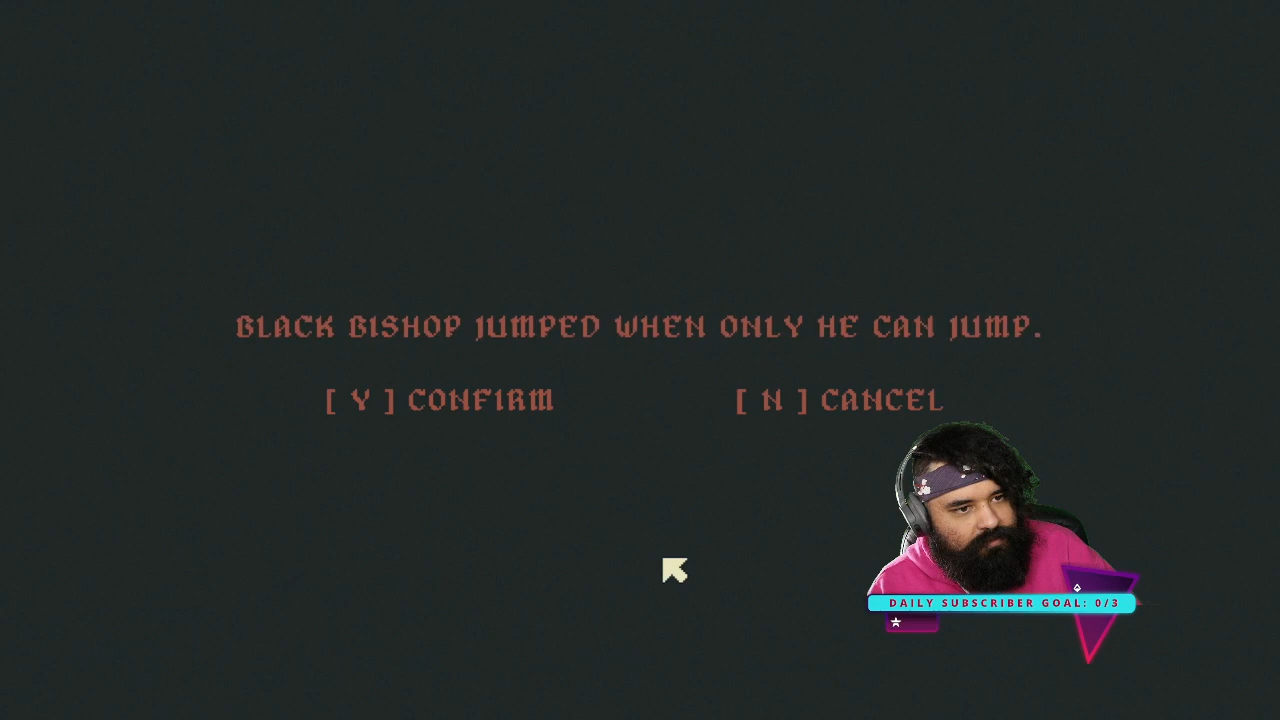 BLACK BISHOP JUMPED WHEN ONLY HE CAN JUMP.
[ Y ] CONFIRM [ N ] CANCEL
DAILY SUBSCRIBER GOAL: 0/3